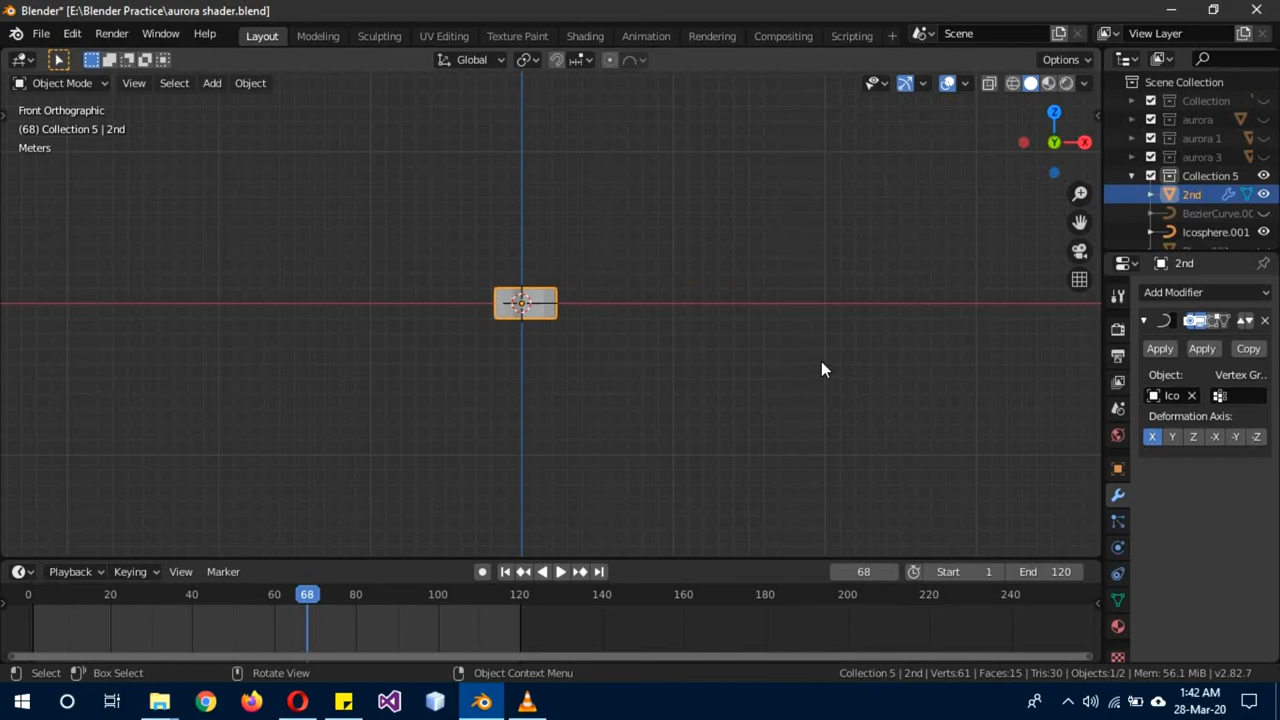 Blender* [E:\Blender Practice\aurora shader.blend]
File Edit Render Window Help Layout Modeling Sculpting UV Editing Texture Paint Shading Animation Rendering Compositing Scripting Scene View Layer
Global Options
Object Mode View Select Add Object
Scene Collection
Front Orthographic
(68) Collection 5 | 2nd
Meters
Collection
aurora
aurora 1
aurora 3
Collection 5
2nd
BezierCurve.00
Icosphere.001
2nd
Add Modifier
Apply Apply Copy
Object: Vertex Gr..
Ico
Deformation Axis:
X Y Z -X -Y -Z
Z
X
Y
Playback Keying View Marker 68 Start 1 End 120
0 20 40 60 68 80 100 120 140 160 180 200 220 240
Select Box Select Rotate View Object Context Menu Collection 5 | 2nd | Verts:61 | Faces:15 | Tris:30 | Objects:1/2 | Mem: 56.1 MiB | v2.82.7
1:42 AM
28-Mar-20